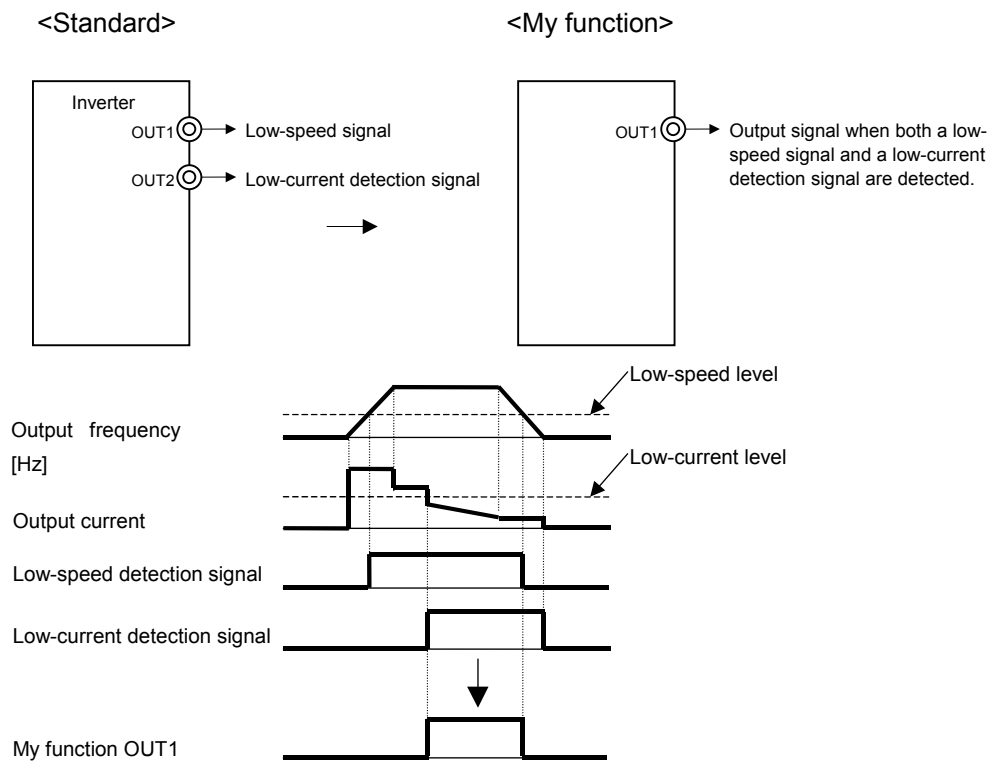 <Standard>
<My function>
Inverter
OUT1
Low-speed signal
OUT2
Low-current detection signal
OUT1
Output signal when both a low-
speed signal and a low-current
detection signal are detected.
Low-speed level
Output frequency
[Hz]
Low-current level
Output current
Low-speed detection signal
Low-current detection signal
My function OUT1